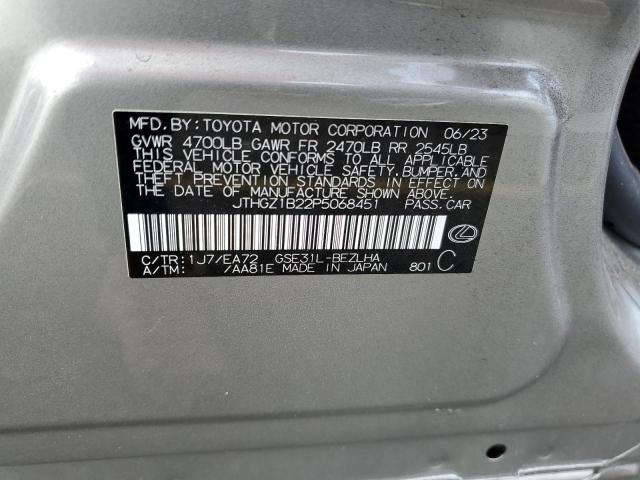 MFD. BY: TOYOTA MOTOR CORPORATION 06/23
GVWR 4700LB GAWR FR 2470LB RR 2545LB
THIS VEHICLE CONFORMS TO ALL APPLICABLE
FEDERAL MOTOR VEHICLE SAFETY, BUMPER, AND
THEFT PREVENTION STANDARDS IN EFFECT ON
THE DATE OF MANUFACTURE SHOWN ABOVE.
JTHGZ1B22P5068451 PASS. CAR
C/TR: 1J7/EA72 GSE31L-BEZLHA
A/TM: /AA81E MADE IN JAPAN 801 C